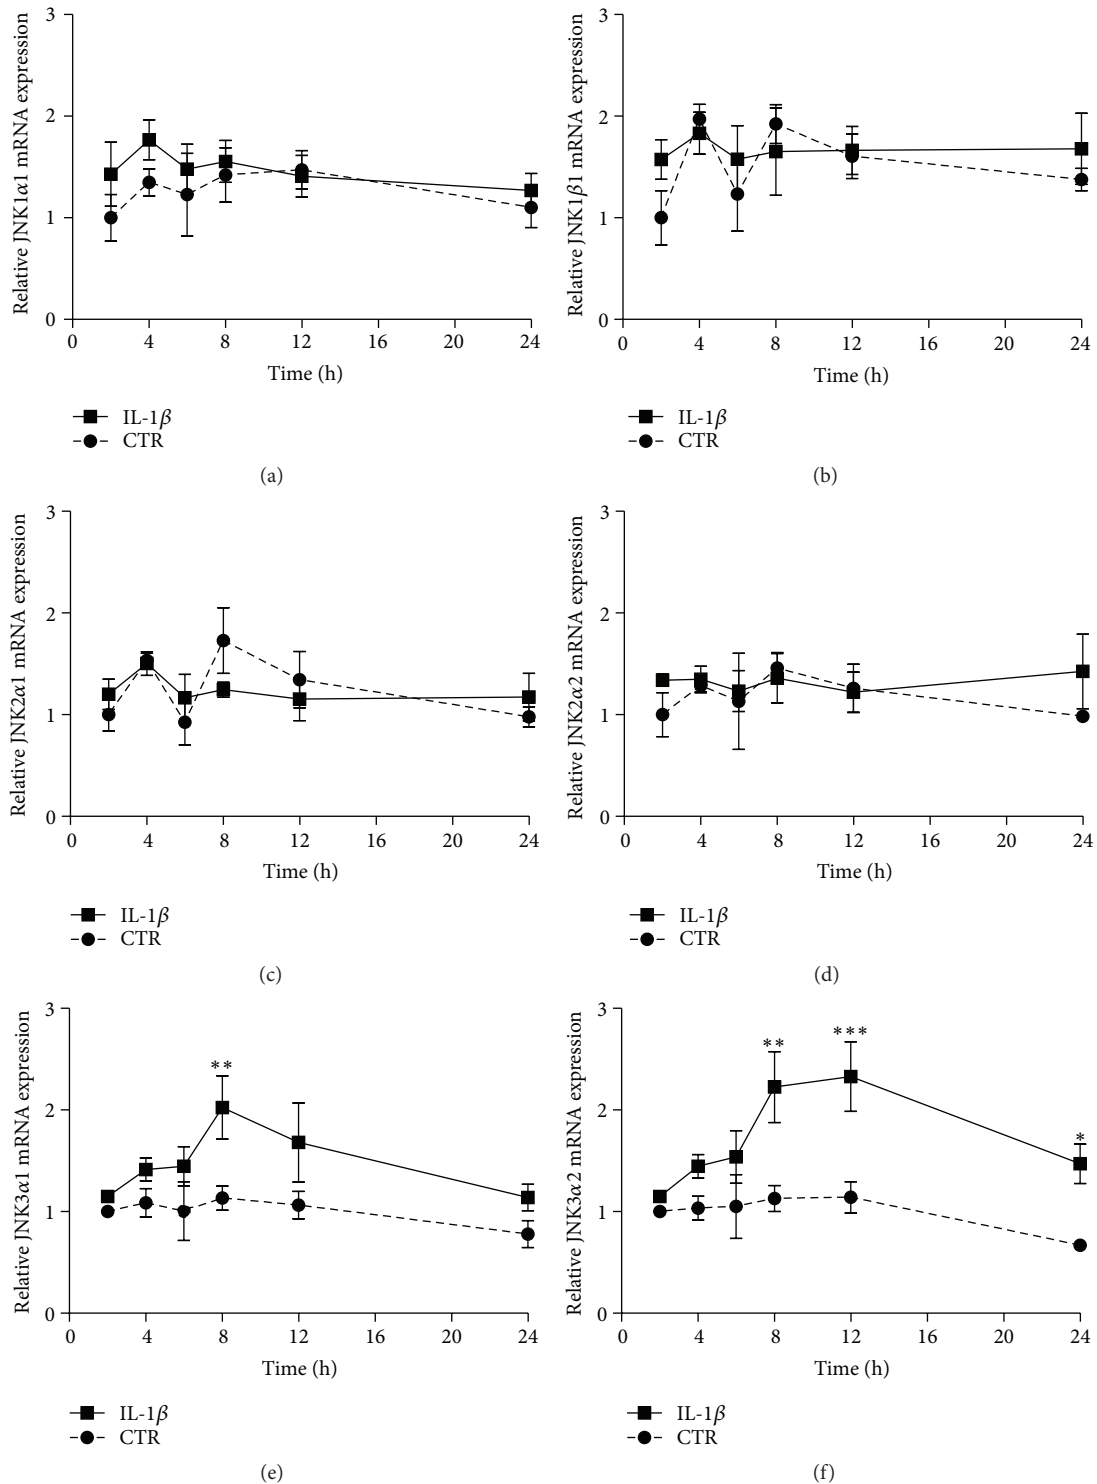 3
2
1
0
Relative JNK1α1 mRNA expression
0 4 8 12 16 20 24
Time (h)
IL-1β
CTR
(a)
3
2
1
0
Relative JNK1β1 mRNA expression
0 4 8 12 16 20 24
Time (h)
IL-1β
CTR
(b)
3
2
1
0
Relative JNK2α1 mRNA expression
0 4 8 12 16 20 24
Time (h)
IL-1β
CTR
(c)
3
2
1
0
Relative JNK2α2 mRNA expression
0 4 8 12 16 20 24
Time (h)
IL-1β
CTR
(d)
3
2
1
0
Relative JNK3α1 mRNA expression
**
0 4 8 12 16 20 24
Time (h)
IL-1β
CTR
(e)
3
2
1
0
Relative JNK3α2 mRNA expression
** *** *
0 4 8 12 16 20 24
Time (h)
IL-1β
CTR
(f)